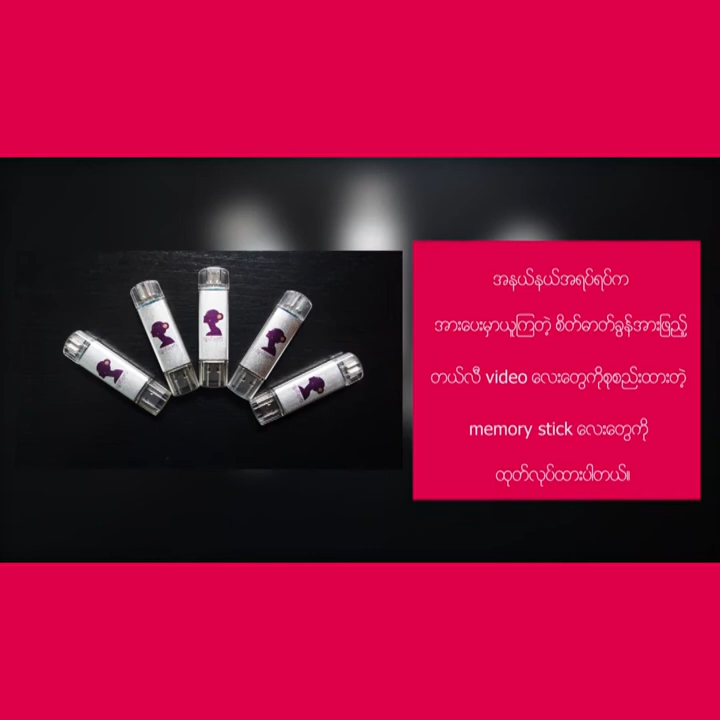 အနယ်နယ်အရပ်ရပ်က
အားပေးမှာယူကြတဲ့ စိတ်ဓာတ်ခွန်အားဖြည့်
တယ်လီ video လေးတွေကိုစုစည်းထားတဲ့
memory stick လေးတွေကို
ထုတ်လုပ်ထားပါတယ်။